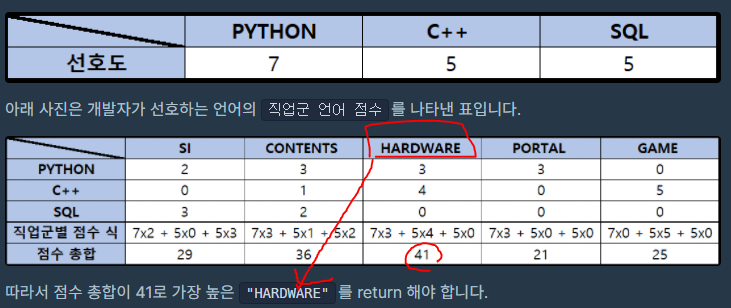 PYTHON C++ SQL
선호도 7 5 5
아래 사진은 개발자가 선호하는 언어의 직업군 언어 점수 를 나타낸 표입니다.
SI CONTENTS HARDWARE PORTAL GAME
PYTHON 2 3 3 3 0
C++ 0 1 4 0 5
SQL 3 2 0 0 0
직업군별 점수 식 7x2 + 5x0 + 5x3 7x3 + 5x1 + 5x2 7x3 + 5x4 + 5x0 7x3 + 5x0 + 5x0 7x0 + 5x5 + 5x0
점수 총합 29 36 41 21 25
따라서 점수 총합이 41로 가장 높은 "HARDWARE" 를 return 해야 합니다.